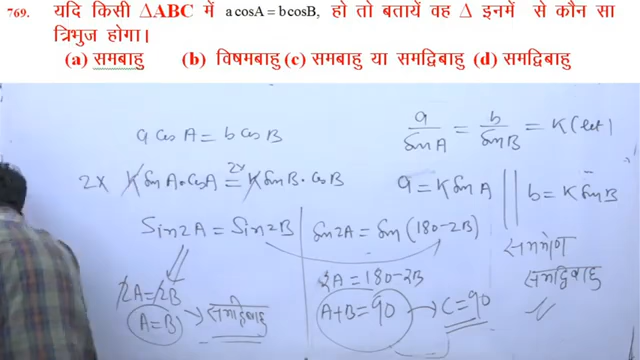 769. यदि किसी ΔABC में a cosA = b cosB, हो तो बतायें वह Δ इनमें से कौन सा
त्रिभुज होगा।
(a) समबाहु (b) विषमबाहु (c) समबाहु या समद्विबाहु (d) समद्विबाहु
a cosA = b cosB
a/SinA = b/SinB = K (let)
2x K SinA·cosA = 2x K SinB·cosB
a = K SinA || b = K SinB
Sin2A = Sin2B | Sin2A = Sin (180-2B)
समकोण
समद्विबाहु
2A = 2B
A = B → समद्विबाहु
2A = 180-2B
A+B = 90 → C = 90